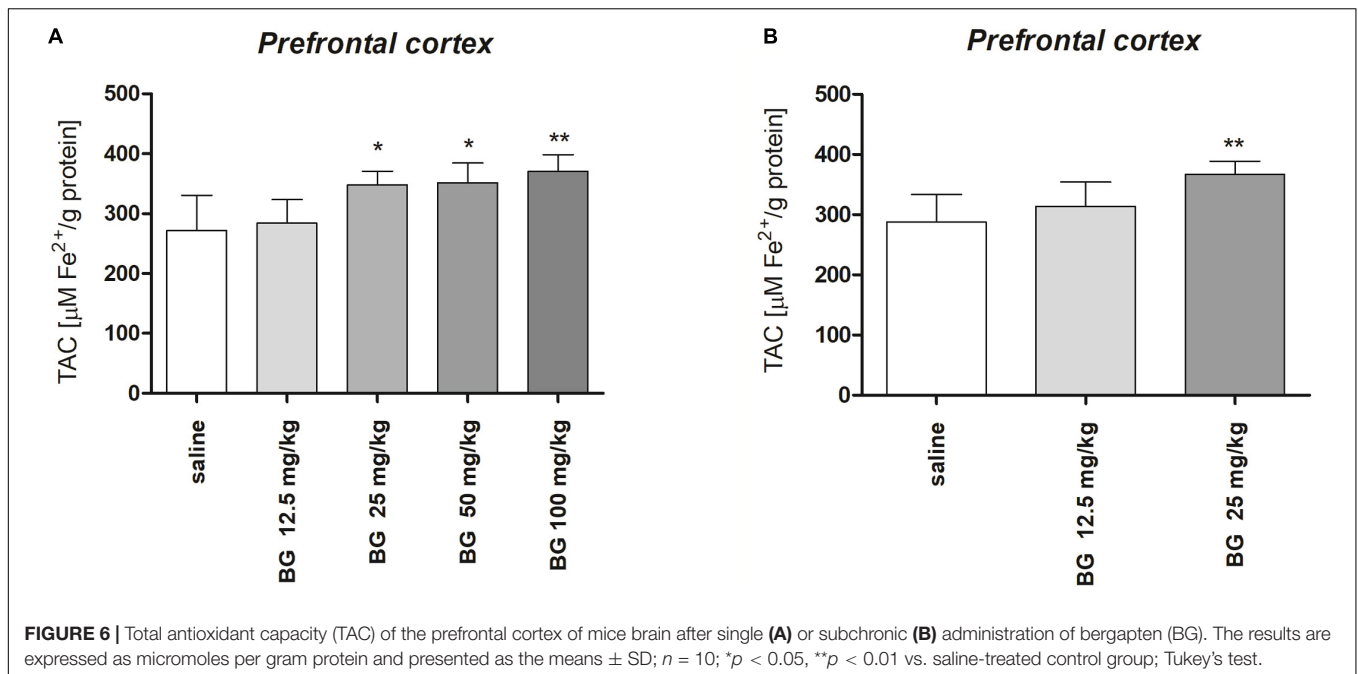 A
Prefrontal cortex
TAC [μM Fe²⁺/g protein]
500
400
300
200
100
0
*
*
**
saline
BG 12.5 mg/kg
BG 25 mg/kg
BG 50 mg/kg
BG 100 mg/kg
B
Prefrontal cortex
TAC [μM Fe²⁺/g protein]
500
400
300
200
100
0
**
saline
BG 12.5 mg/kg
BG 25 mg/kg
FIGURE 6 | Total antioxidant capacity (TAC) of the prefrontal cortex of mice brain after single (A) or subchronic (B) administration of bergapten (BG). The results are
expressed as micromoles per gram protein and presented as the means ± SD; n = 10; *p < 0.05, **p < 0.01 vs. saline-treated control group; Tukey's test.